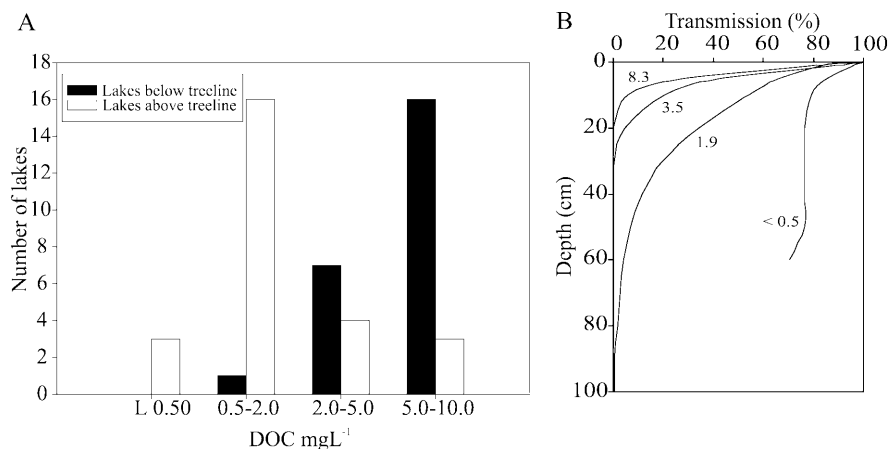 A
Number of lakes
18
16
14
12
10
8
6
4
2
0
Lakes below treeline
Lakes above treeline
L 0.50 0.5-2.0 2.0-5.0 5.0-10.0
DOC mgL⁻¹
B
Transmission (%)
0 20 40 60 80 100
Depth (cm)
0
20
40
60
80
100
8.3
3.5
1.9
< 0.5